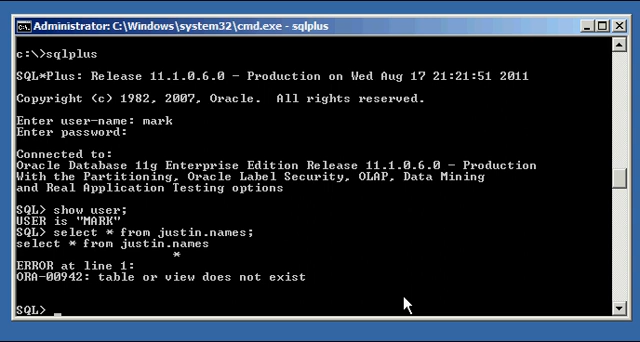 Administrator: C:\Windows\system32\cmd.exe - sqlplus
c:\>sqlplus
SQL*Plus: Release 11.1.0.6.0 - Production on Wed Aug 17 21:21:51 2011
Copyright (c) 1982, 2007, Oracle.  All rights reserved.
Enter user-name: mark
Enter password:
Connected to:
Oracle Database 11g Enterprise Edition Release 11.1.0.6.0 - Production
With the Partitioning, Oracle Label Security, OLAP, Data Mining
and Real Application Testing options
SQL> show user;
USER is "MARK"
SQL> select * from justin.names;
select * from justin.names
*
ERROR at line 1:
ORA-00942: table or view does not exist
SQL> _